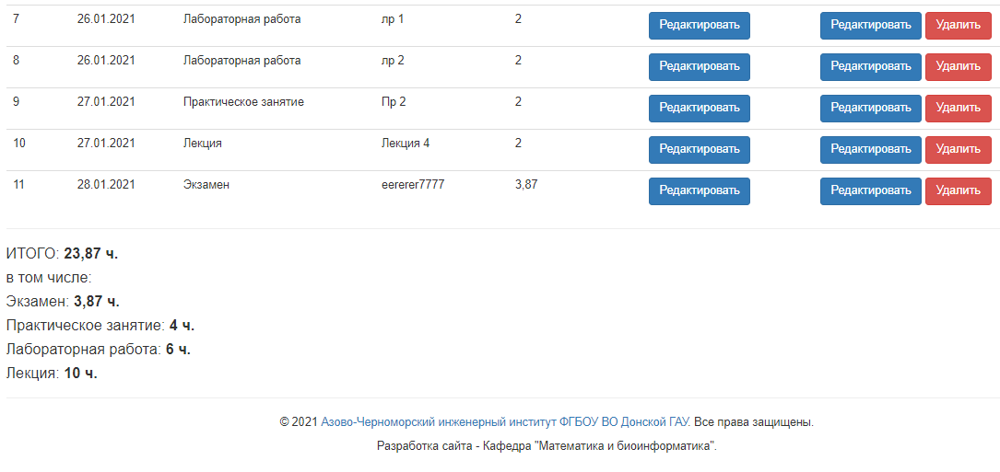 7 26.01.2021 Лабораторная работа лр 1 2 Редактировать Редактировать Удалить
8 26.01.2021 Лабораторная работа лр 2 2 Редактировать Редактировать Удалить
9 27.01.2021 Практическое занятие Пр 2 2 Редактировать Редактировать Удалить
10 27.01.2021 Лекция Лекция 4 2 Редактировать Редактировать Удалить
11 28.01.2021 Экзамен eererer7777 3,87 Редактировать Редактировать Удалить
ИТОГО: 23,87 ч.
в том числе:
Экзамен: 3,87 ч.
Практическое занятие: 4 ч.
Лабораторная работа: 6 ч.
Лекция: 10 ч.
© 2021 Азово-Черноморский инженерный институт ФГБОУ ВО Донской ГАУ. Все права защищены.
Разработка сайта - Кафедра "Математика и биоинформатика".